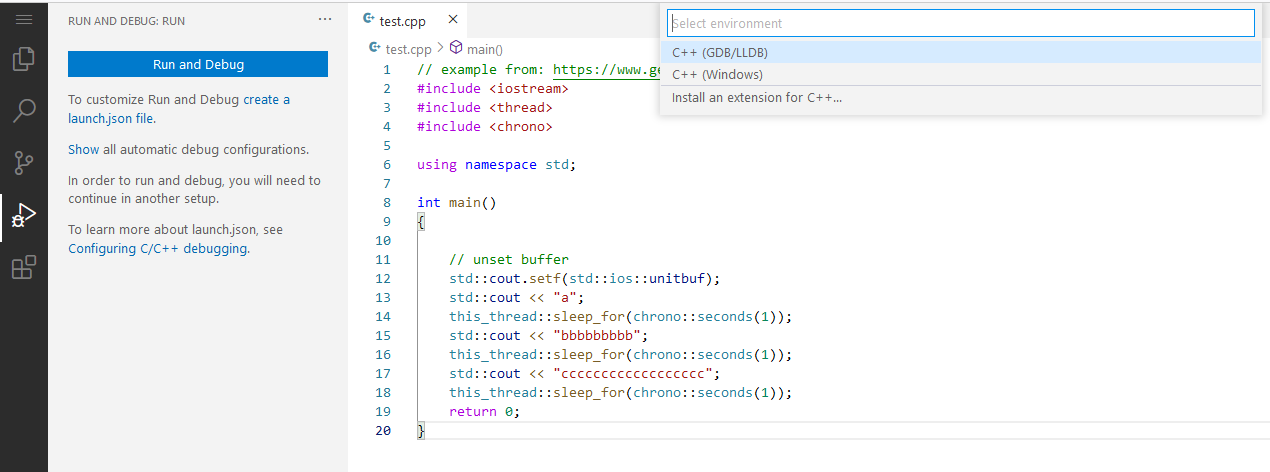 RUN AND DEBUG: RUN
Run and Debug
To customize Run and Debug create a
launch.json file.
Show all automatic debug configurations.
In order to run and debug, you will need to
continue in another setup.
To learn more about launch.json, see
Configuring C/C++ debugging.
test.cpp
test.cpp > main()
Select environment
C++ (GDB/LLDB)
C++ (Windows)
Install an extension for C++...
1 // example from: https://www.ge
2 #include <iostream>
3 #include <thread>
4 #include <chrono>
5
6 using namespace std;
7
8 int main()
9 {
10
11 // unset buffer
12 std::cout.setf(std::ios::unitbuf);
13 std::cout << "a";
14 this_thread::sleep_for(chrono::seconds(1));
15 std::cout << "bbbbbbbbb";
16 this_thread::sleep_for(chrono::seconds(1));
17 std::cout << "cccccccccccccccccc";
18 this_thread::sleep_for(chrono::seconds(1));
19 return 0;
20 }